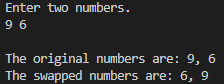 Enter two numbers.
9 6
The original numbers are: 9, 6
The swapped numbers are: 6, 9